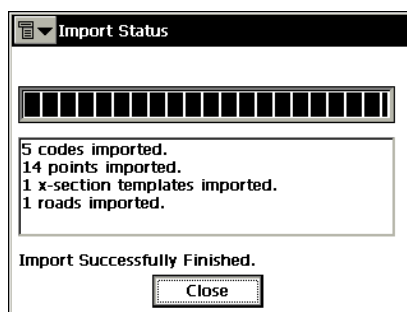 Import Status
5 codes imported.
14 points imported.
1 x-section templates imported.
1 roads imported.
Import Successfully Finished.
Close